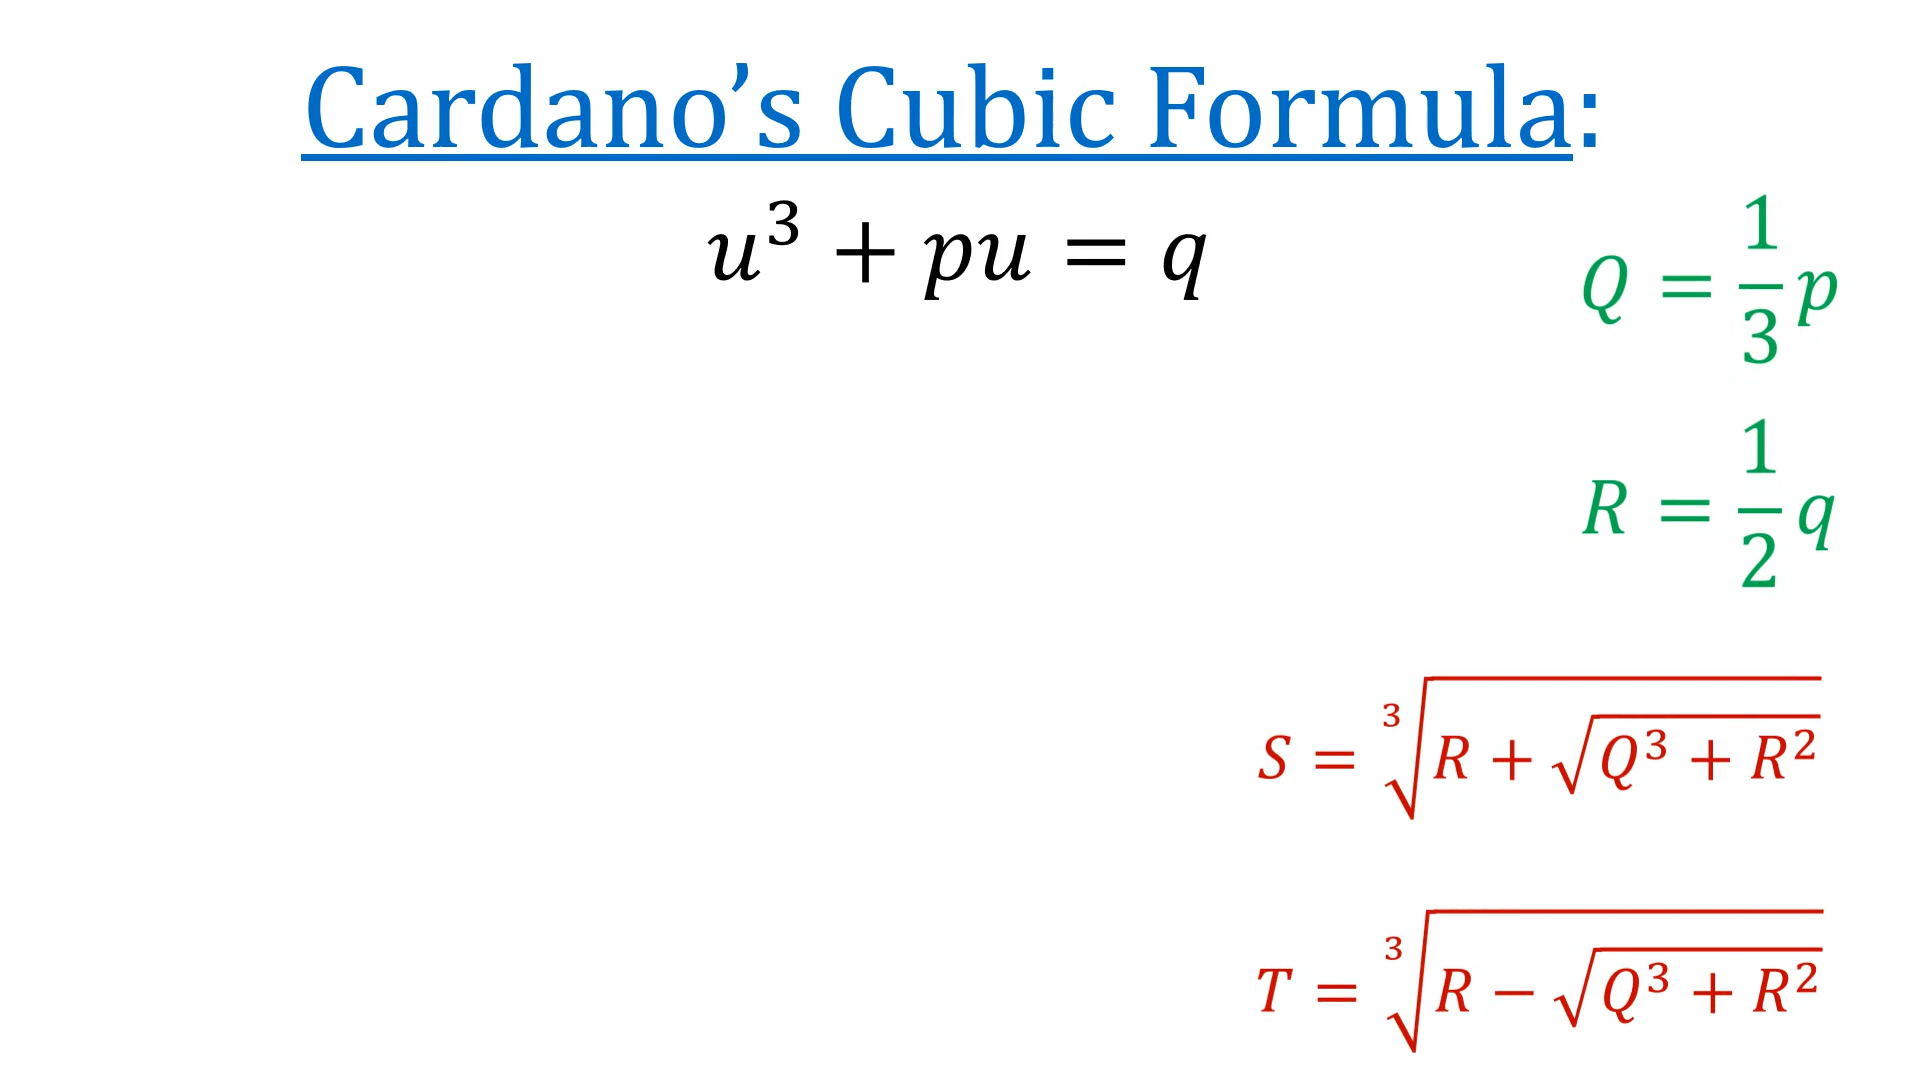 Cardano’s Cubic Formula:
u³ + pu = q
Q = 1/3 p
R = 1/2 q
S = ∛(R + √(Q³ + R²))
T = ∛(R − √(Q³ + R²))